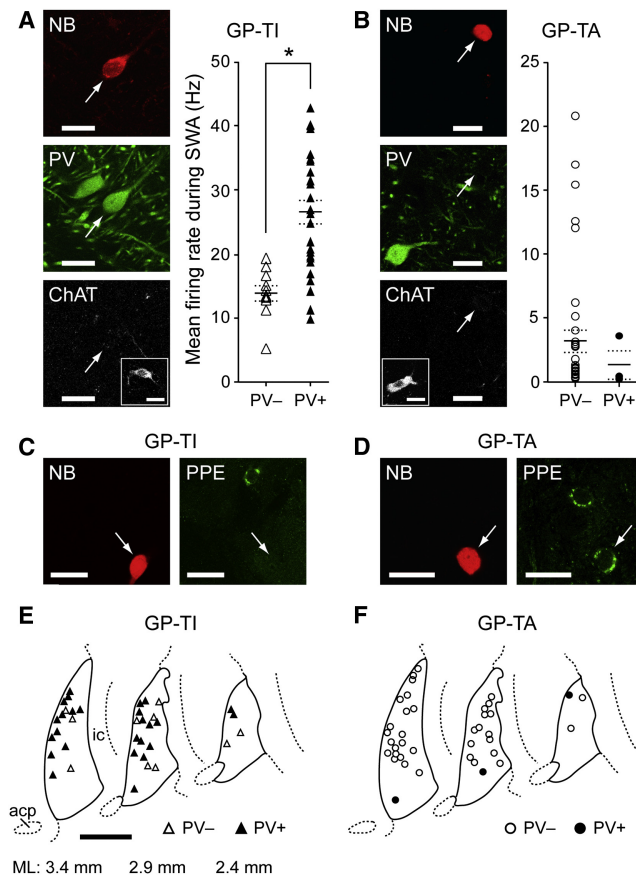 A
NB
PV
ChAT
GP-TI
*
Mean firing rate during SWA (Hz)
50
40
30
20
10
0
PV– PV+
B
NB
PV
ChAT
GP-TA
25
20
15
10
5
0
PV– PV+
C
GP-TI
NB
PPE
D
GP-TA
NB
PPE
E
GP-TI
ic
acp
PV– PV+
ML: 3.4 mm 2.9 mm 2.4 mm
F
GP-TA
PV– PV+